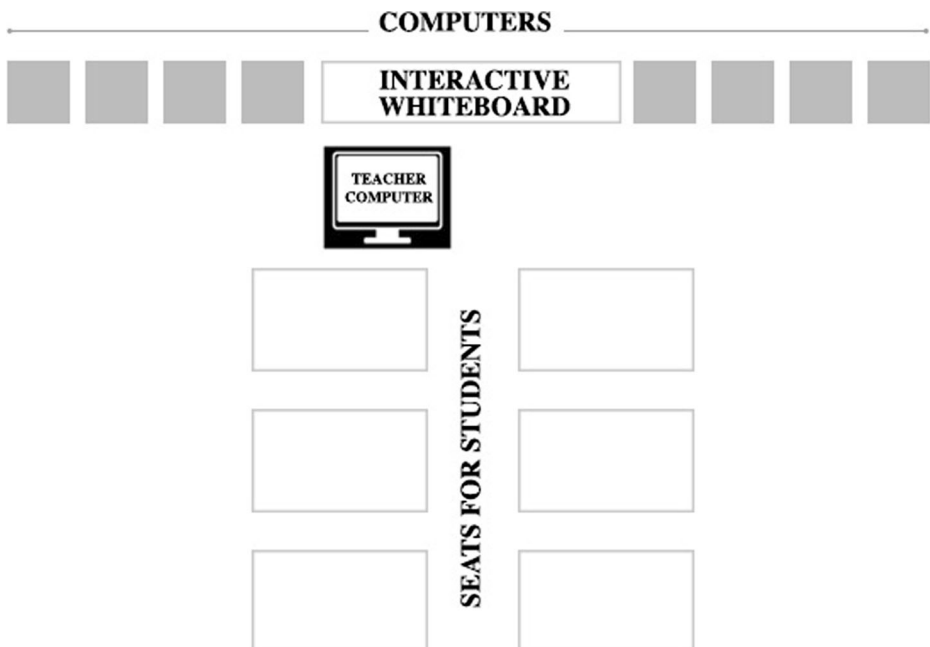 COMPUTERS
INTERACTIVE
WHITEBOARD
TEACHER
COMPUTER
SEATS FOR STUDENTS